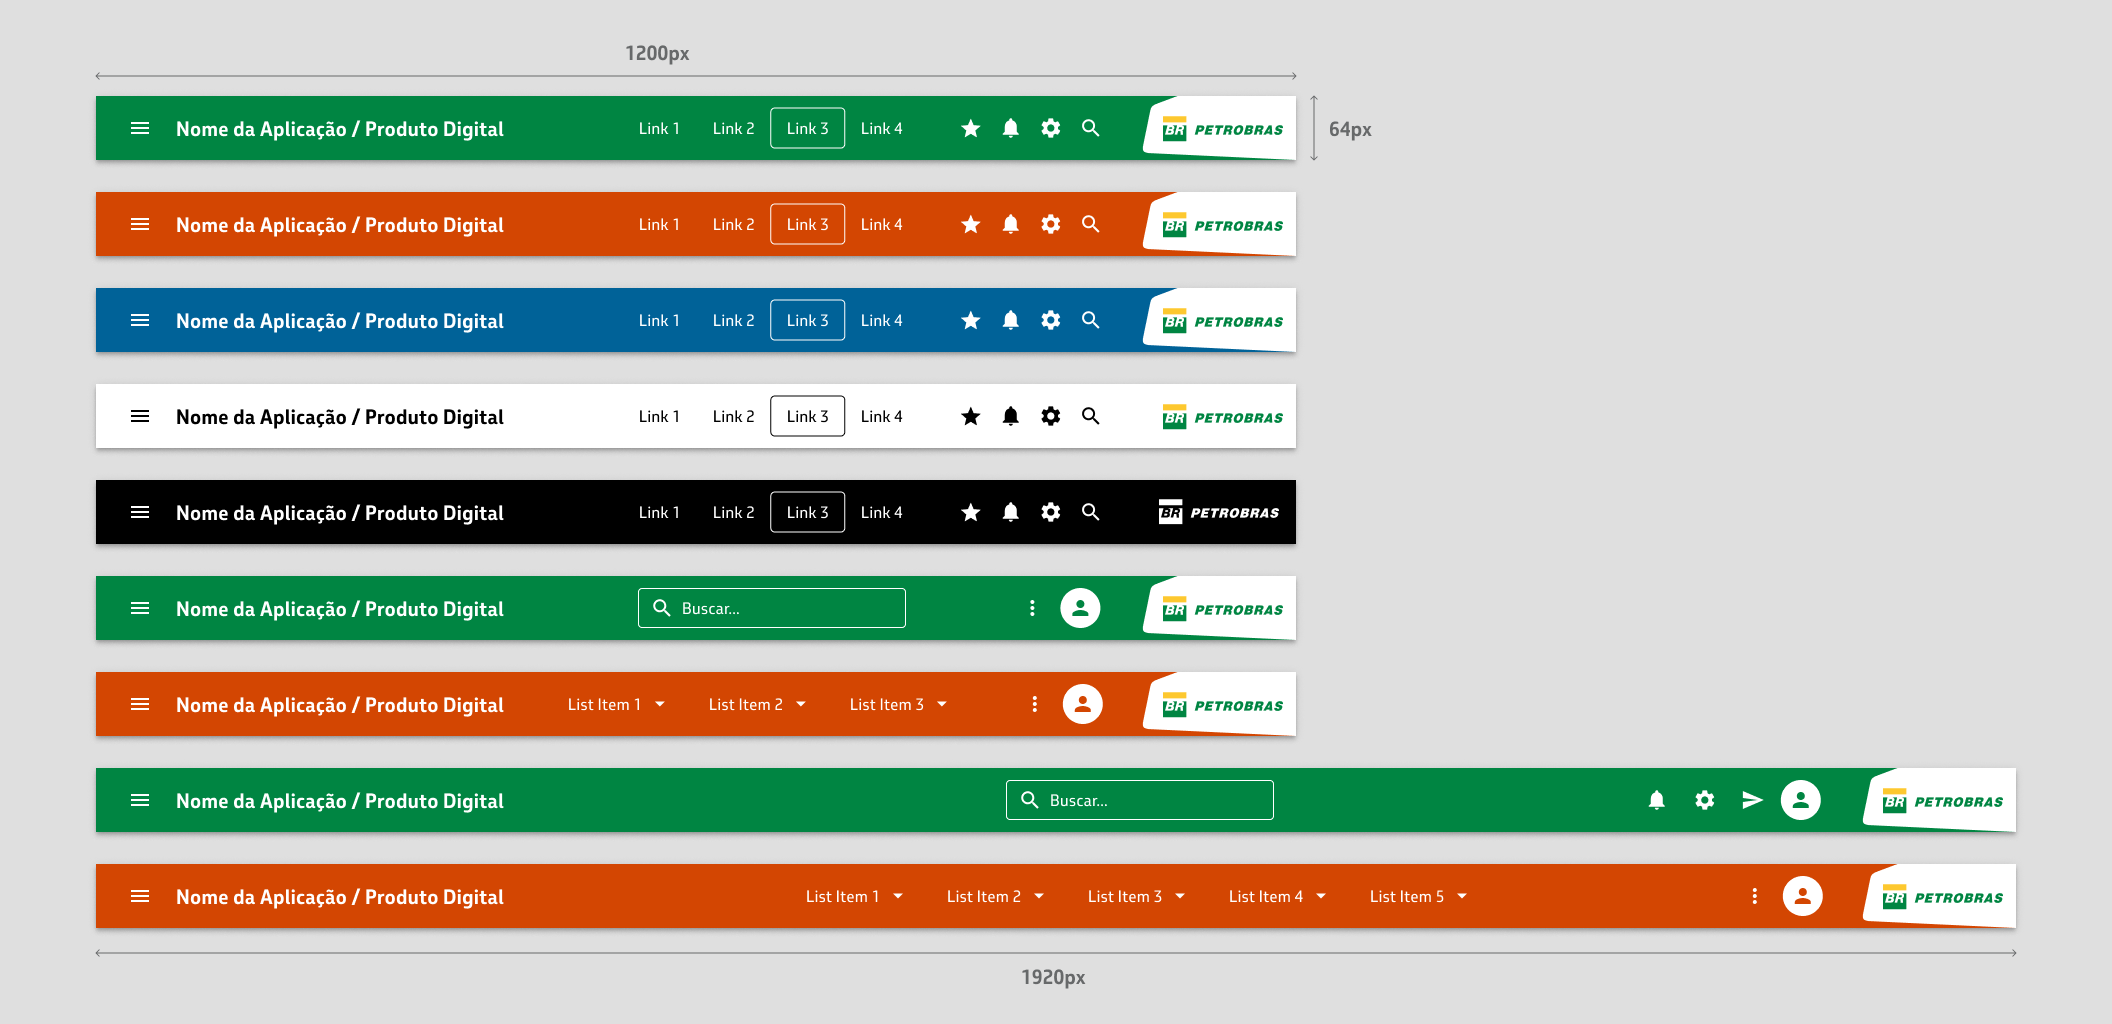 1200px
Nome da Aplicação / Produto Digital Link 1 Link 2 Link 3 Link 4 BR PETROBRAS
64px
Nome da Aplicação / Produto Digital Link 1 Link 2 Link 3 Link 4 BR PETROBRAS
Nome da Aplicação / Produto Digital Link 1 Link 2 Link 3 Link 4 BR PETROBRAS
Nome da Aplicação / Produto Digital Link 1 Link 2 Link 3 Link 4 BR PETROBRAS
Nome da Aplicação / Produto Digital Link 1 Link 2 Link 3 Link 4 BR PETROBRAS
Nome da Aplicação / Produto Digital Buscar... BR PETROBRAS
Nome da Aplicação / Produto Digital List Item 1 List Item 2 List Item 3 BR PETROBRAS
Nome da Aplicação / Produto Digital Buscar... BR PETROBRAS
Nome da Aplicação / Produto Digital List Item 1 List Item 2 List Item 3 List Item 4 List Item 5 BR PETROBRAS
1920px